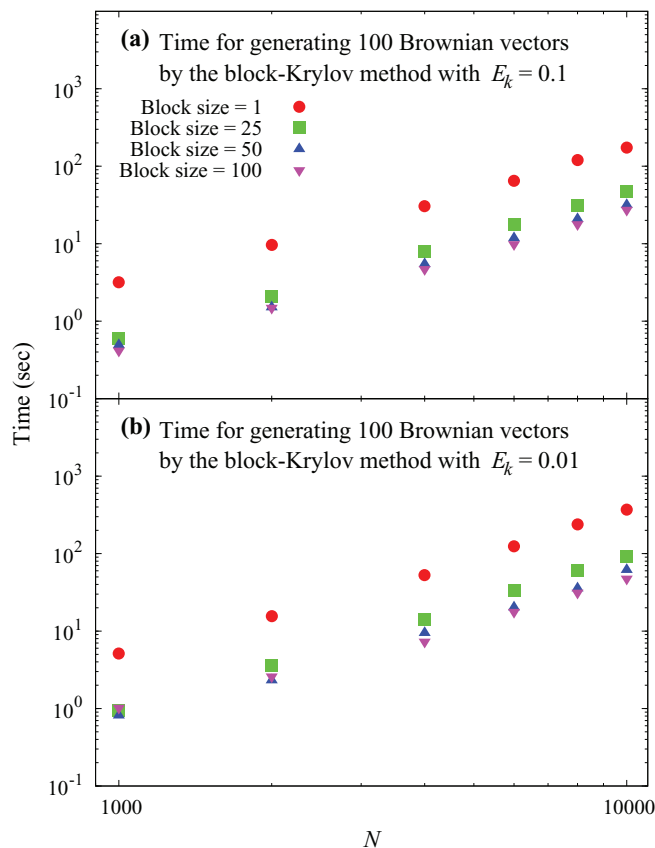 (a) Time for generating 100 Brownian vectors
by the block-Krylov method with E_k = 0.1
Block size = 1
Block size = 25
Block size = 50
Block size = 100
10^3
10^2
10^1
10^0
10^-1
(b) Time for generating 100 Brownian vectors
by the block-Krylov method with E_k = 0.01
10^3
10^2
10^1
10^0
10^-1
Time (sec)
1000
10000
N